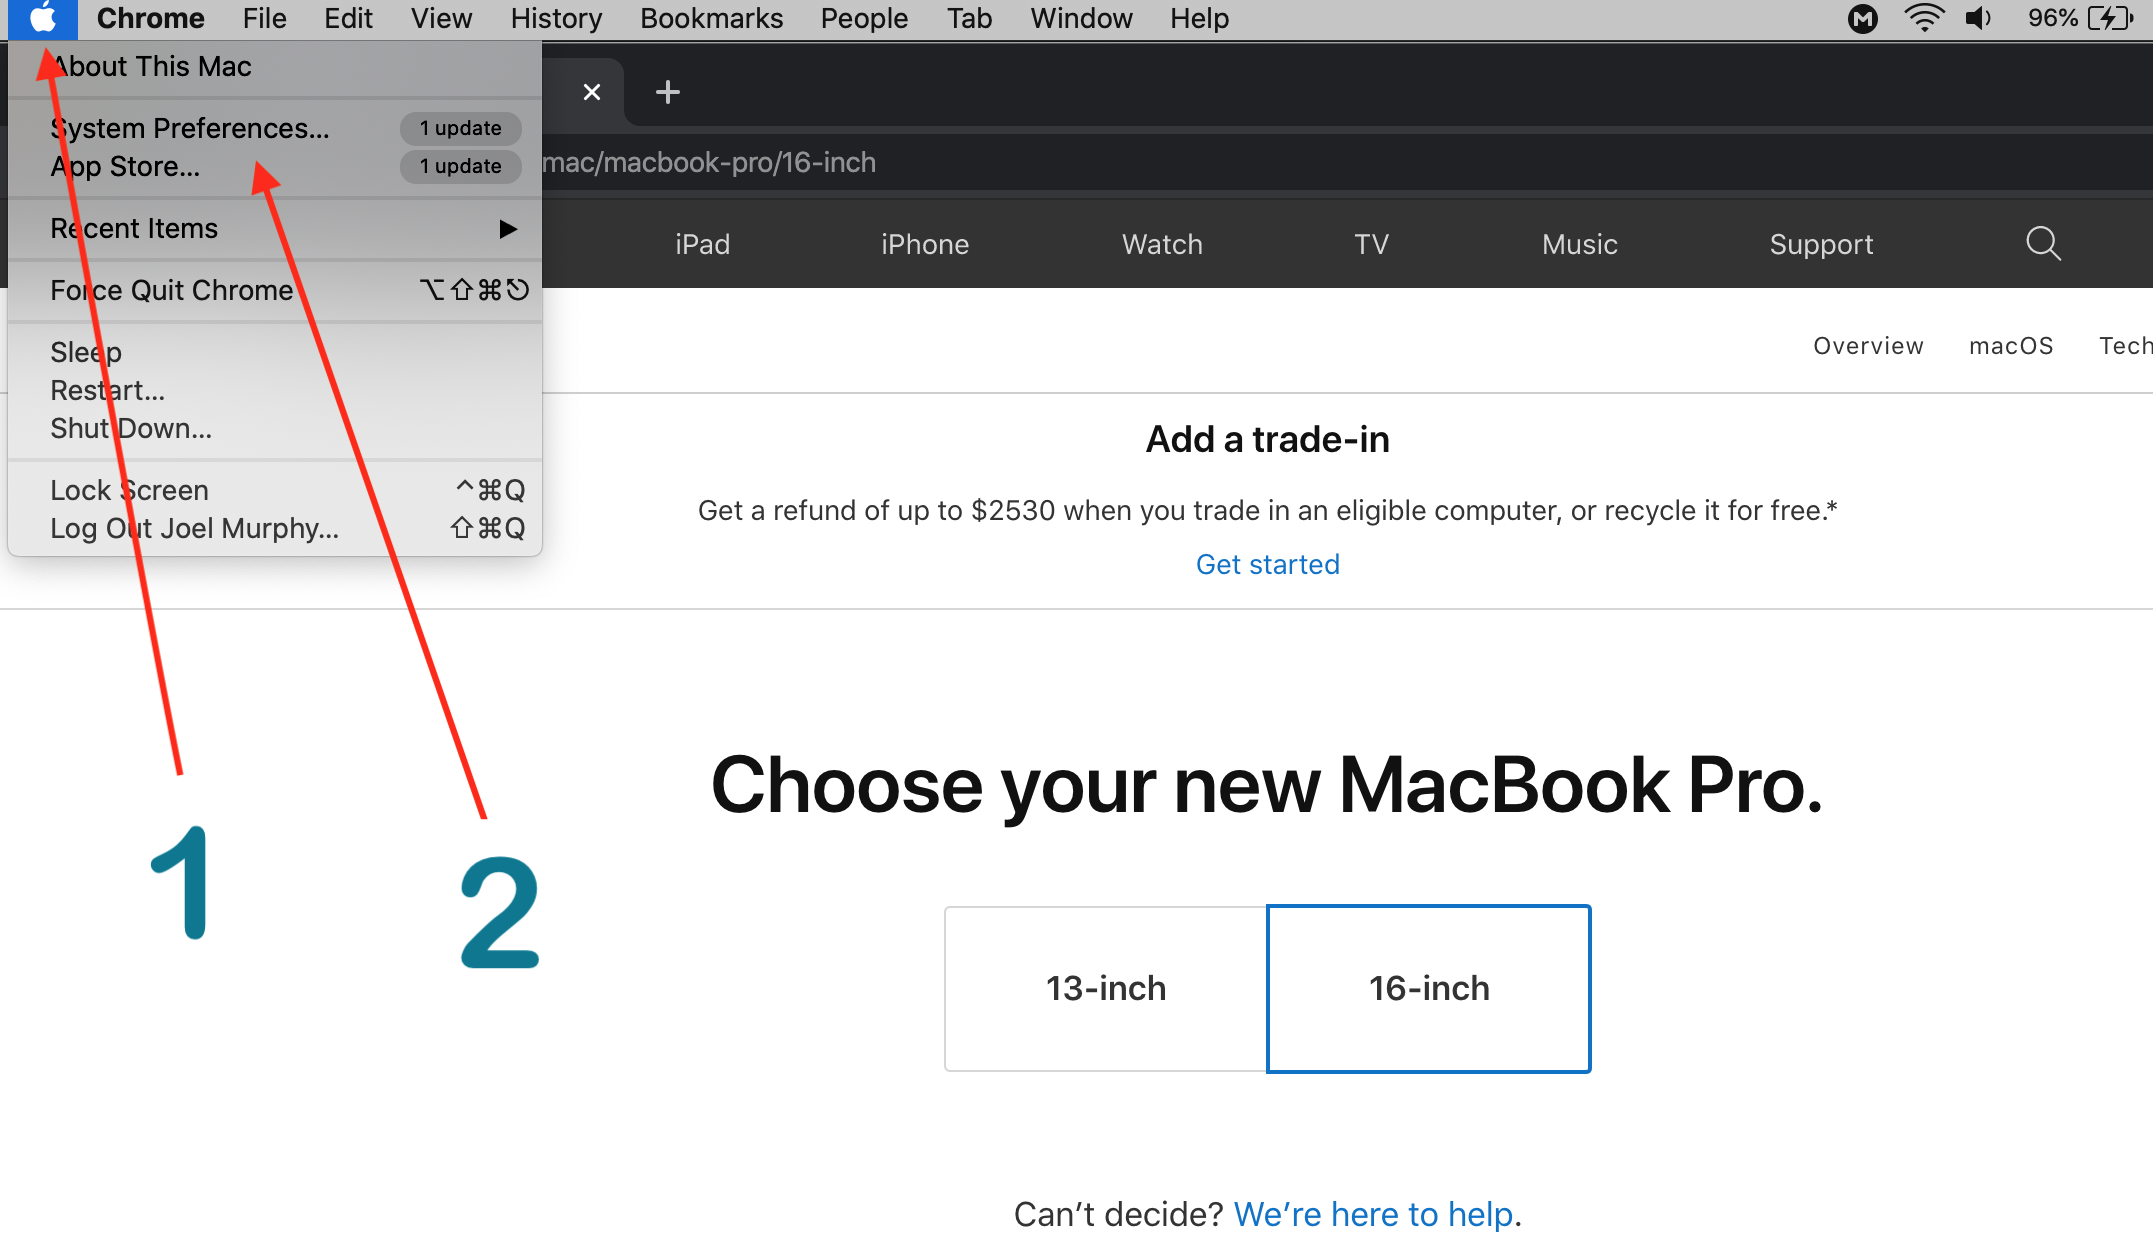 Chrome File Edit View History Bookmarks People Tab Window Help 96%
About This Mac
System Preferences... 1 update
App Store... 1 update
mac/macbook-pro/16-inch
Recent Items
iPad iPhone Watch TV Music Support
Force Quit Chrome ⌥⇧⌘⎋
Sleep
Restart...
Shut Down...
Lock Screen ^⌘Q
Log Out Joel Murphy... ⇧⌘Q
Overview macOS Tech
Add a trade-in
Get a refund of up to $2530 when you trade in an eligible computer, or recycle it for free.*
Get started
Choose your new MacBook Pro.
1
2
13-inch 16-inch
Can’t decide? We’re here to help.